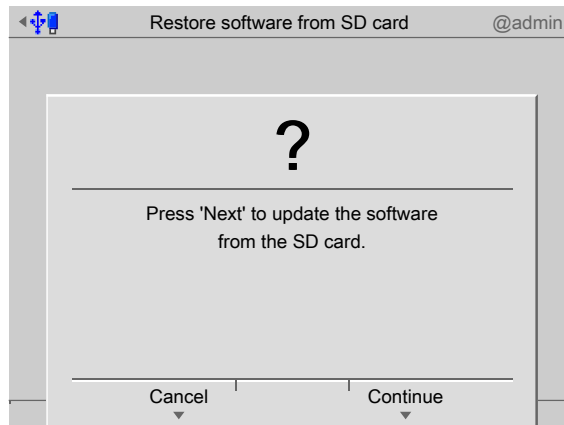 Restore software from SD card @admin
?
Press 'Next' to update the software
from the SD card.
Cancel Continue